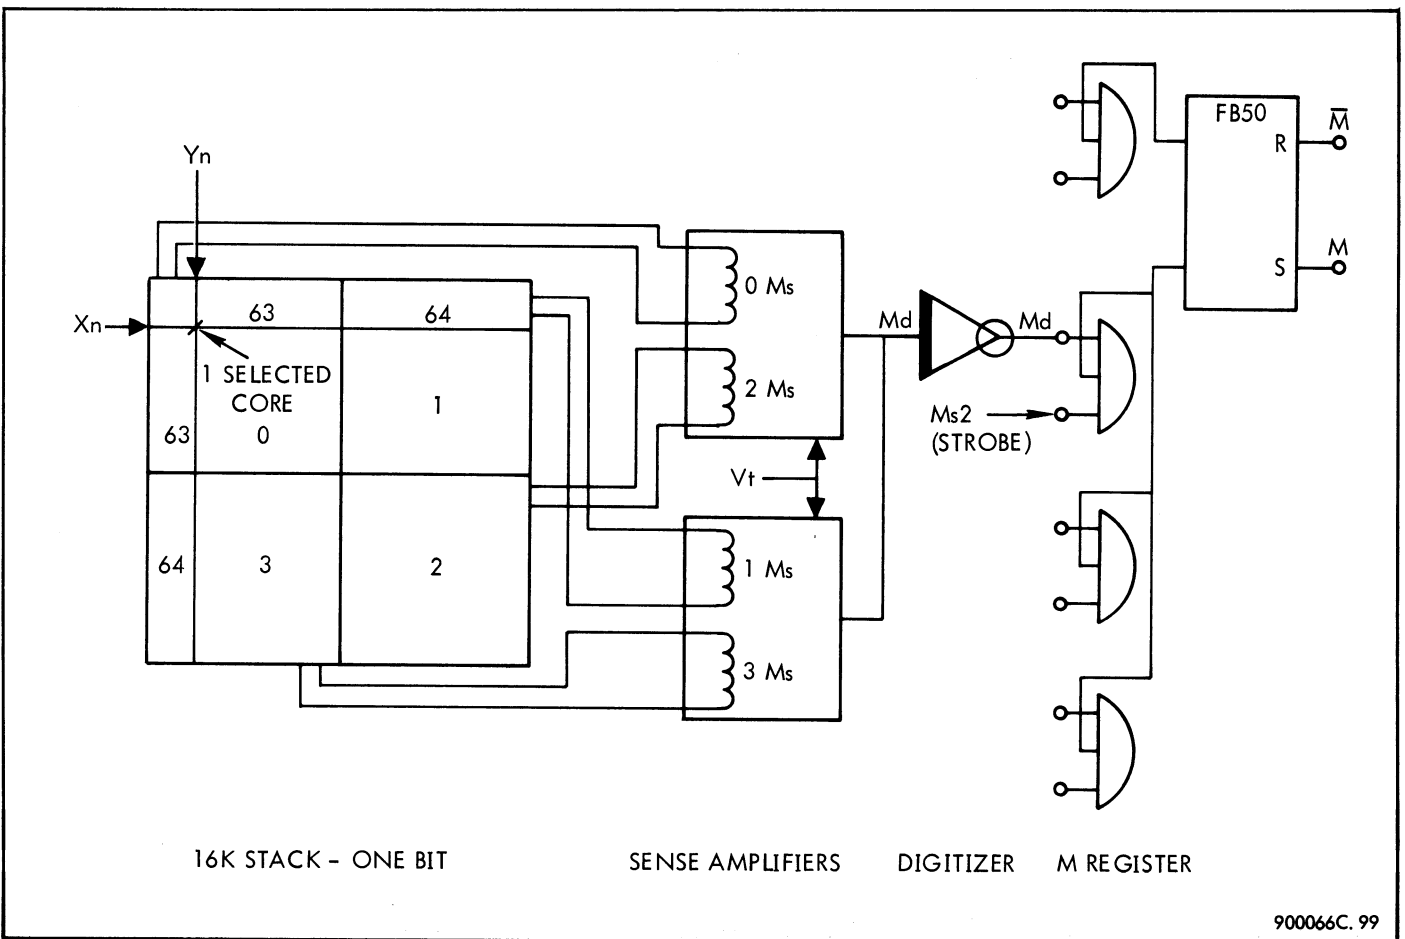 FB50
R
M̅
S
M
Yn
Xn
63
64
1 SELECTED
CORE
63
0
1
64
3
2
0 Ms
2 Ms
Vt
1 Ms
3 Ms
Md
Md
Ms2
(STROBE)
16K STACK – ONE BIT
SENSE AMPLIFIERS
DIGITIZER
M REGISTER
900066C. 99